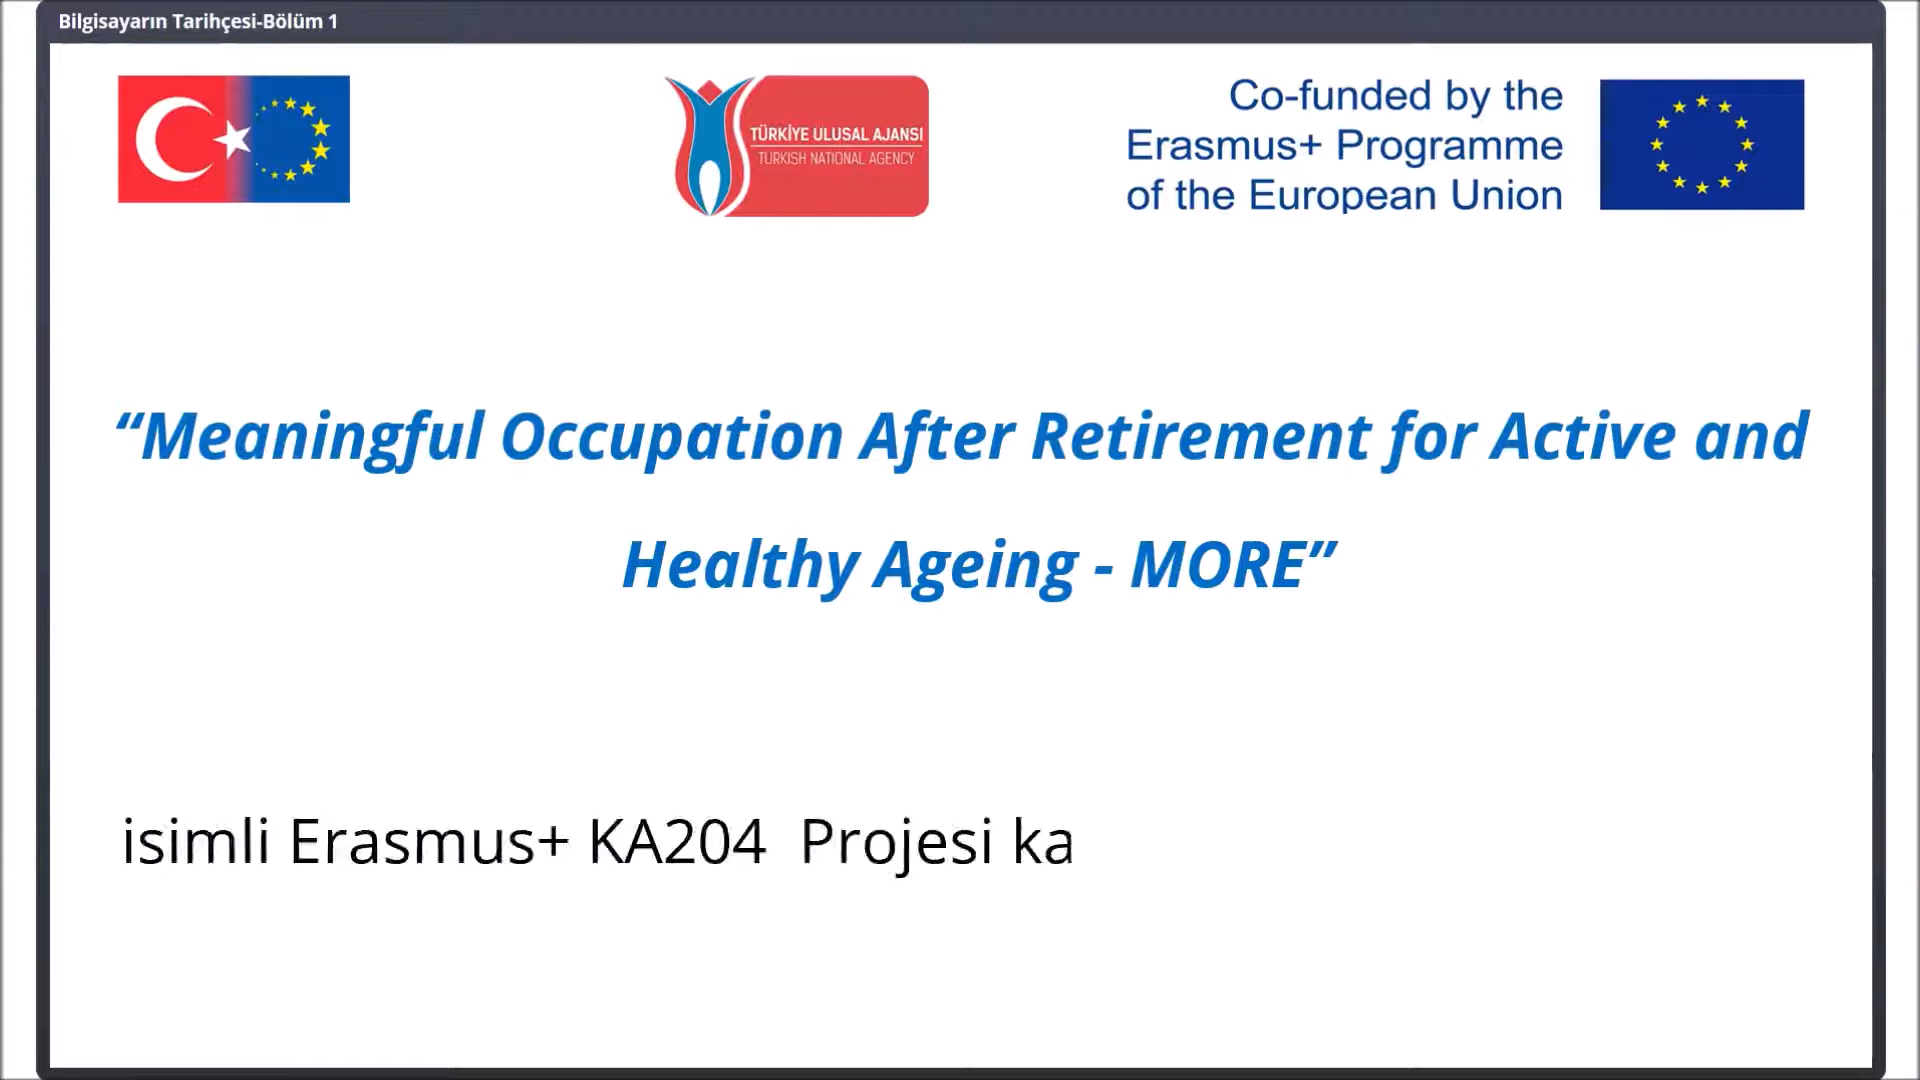 Bilgisayarın Tarihçesi-Bölüm 1
TÜRKİYE ULUSAL AJANSI
TURKISH NATIONAL AGENCY
Co-funded by the
Erasmus+ Programme
of the European Union
“Meaningful Occupation After Retirement for Active and
Healthy Ageing - MORE”
isimli Erasmus+ KA204 Projesi ka